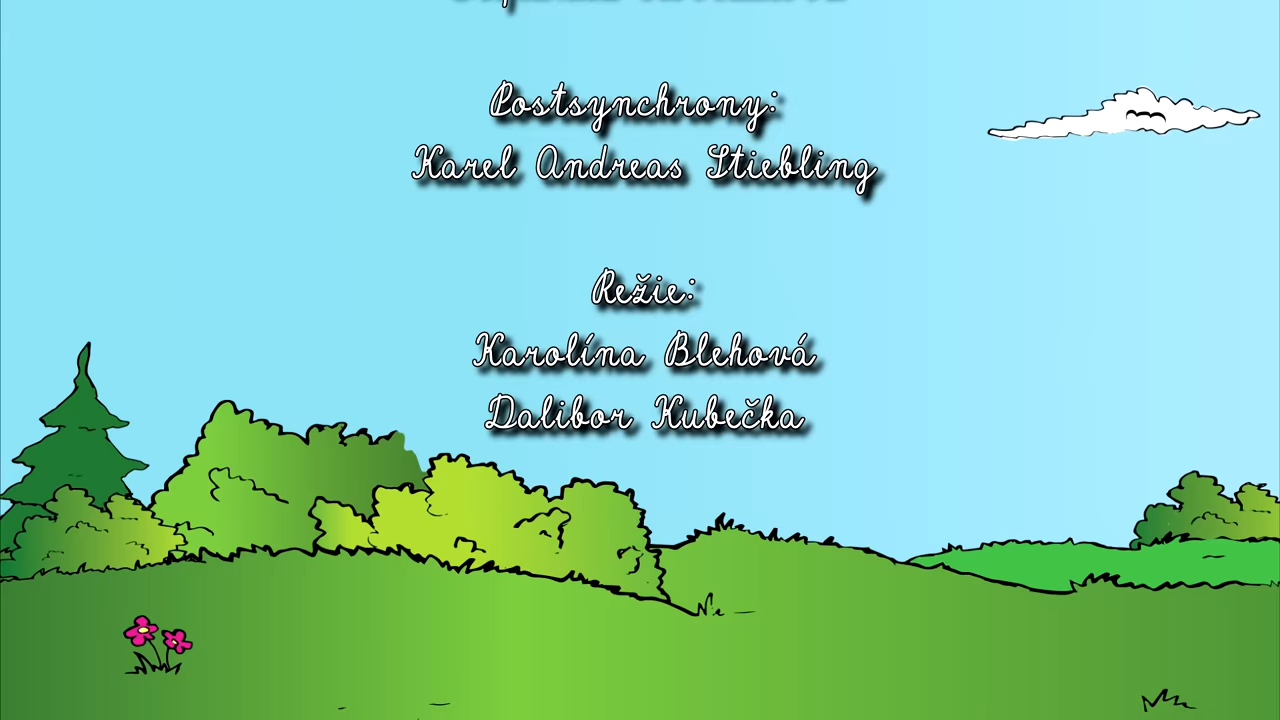 Postsynchrony:
Karel Andreas Stiebling
Režie:
Karolína Blehová
Dalibor Kubečka